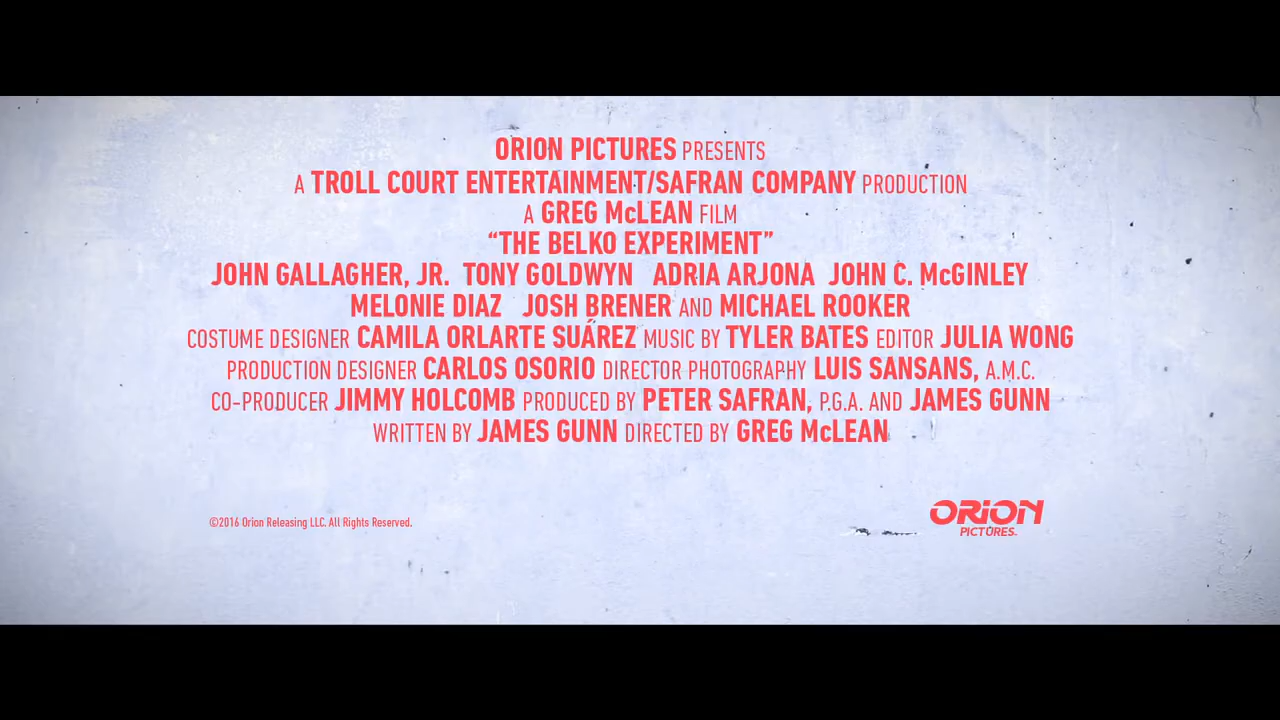 ORION PICTURES PRESENTS
A TROLL COURT ENTERTAINMENT/SAFRAN COMPANY PRODUCTION
A GREG McLEAN FILM
“THE BELKO EXPERIMENT”
JOHN GALLAGHER, JR. TONY GOLDWYN ADRIA ARJONA JOHN C. McGINLEY
MELONIE DIAZ JOSH BRENER AND MICHAEL ROOKER
COSTUME DESIGNER CAMILA ORLARTE SUÁREZ MUSIC BY TYLER BATES EDITOR JULIA WONG
PRODUCTION DESIGNER CARLOS OSORIO DIRECTOR PHOTOGRAPHY LUIS SANSANS, A.M.C.
CO-PRODUCER JIMMY HOLCOMB PRODUCED BY PETER SAFRAN, P.G.A. AND JAMES GUNN
WRITTEN BY JAMES GUNN DIRECTED BY GREG McLEAN
©2016 Orion Releasing LLC. All Rights Reserved.
ORION
PICTURES.